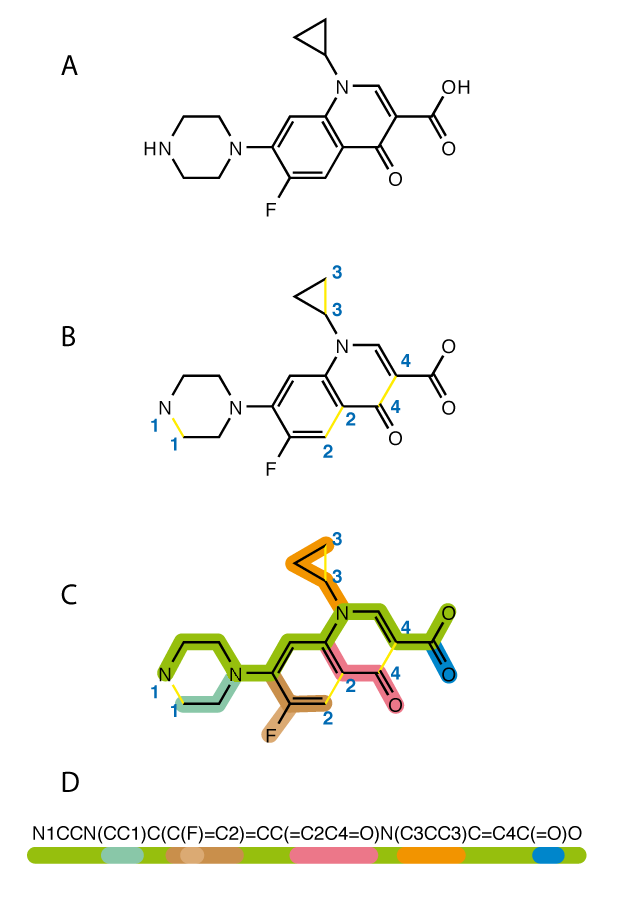 A
N
OH
HN
N
O
O
F
B
3
3
N
O
4
N
4
O
1
2
O
1
2
F
N
C
3
3
N
O
4
N
N
4
O
1
2
O
1
2
F
D
N1CCN(CC1)C(C(F)=C2)=CC(=C2C4=O)N(C3CC3)C=C4C(=O)O